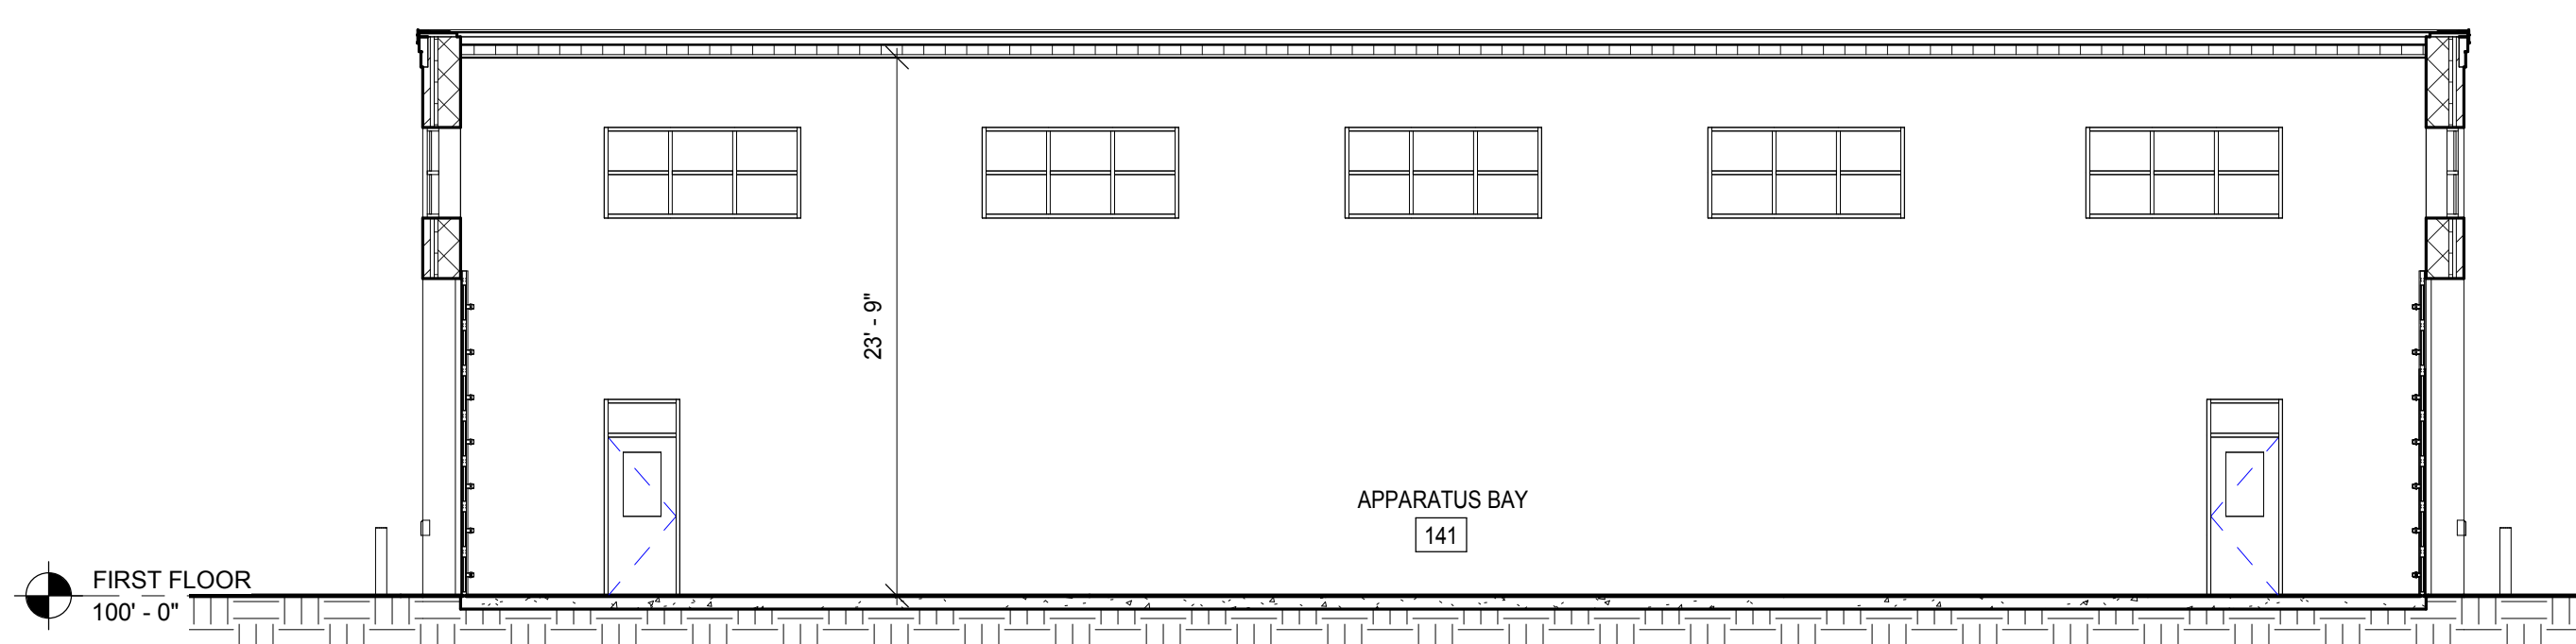 23' - 9"
APPARATUS BAY
141
FIRST FLOOR
100' - 0"